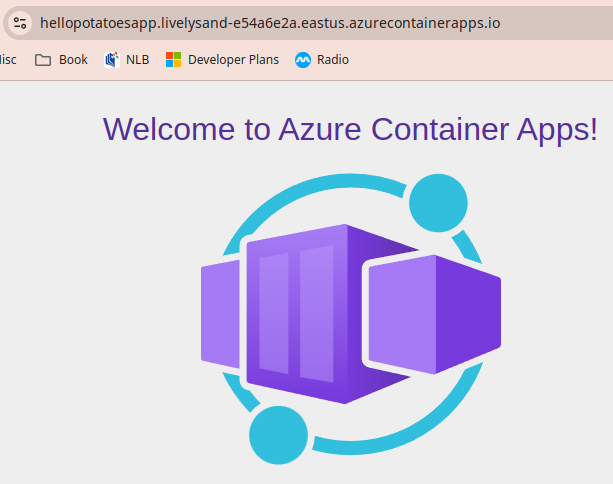 hellopotatoesapp.livelysand-e54a6e2a.eastus.azurecontainerapps.io
isc Book NLB Developer Plans Radio
Welcome to Azure Container Apps!